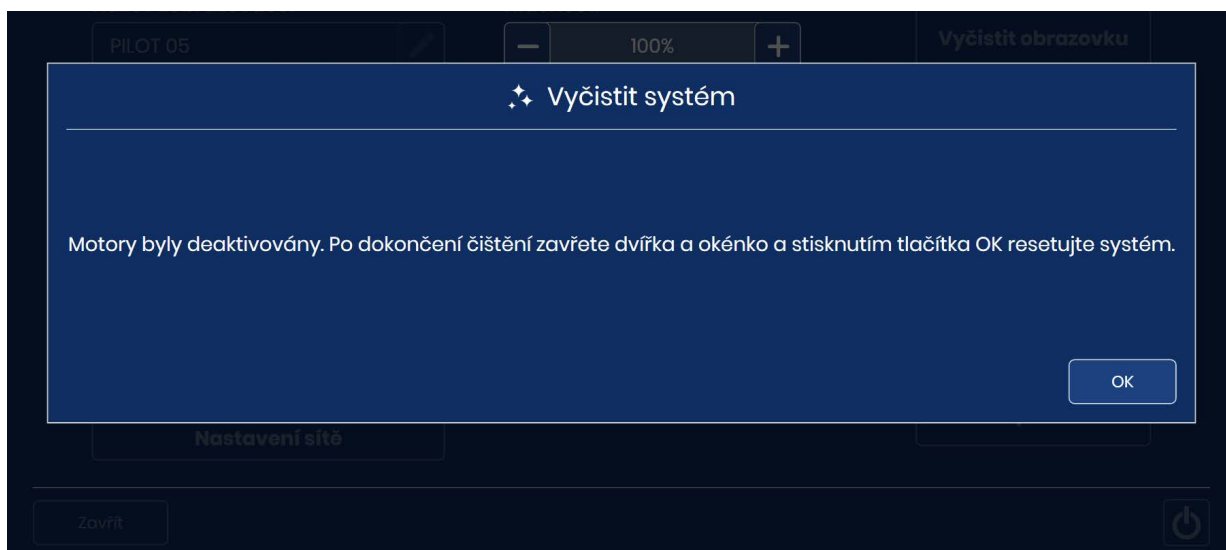 PILOT 05
100%
Vyčistit obrazovku
Vyčistit systém
Motory byly deaktivovány. Po dokončení čištění zavřete dvířka a okénko a stisknutím tlačítka OK resetujte systém.
OK
Nastavení sítě
Zavřít